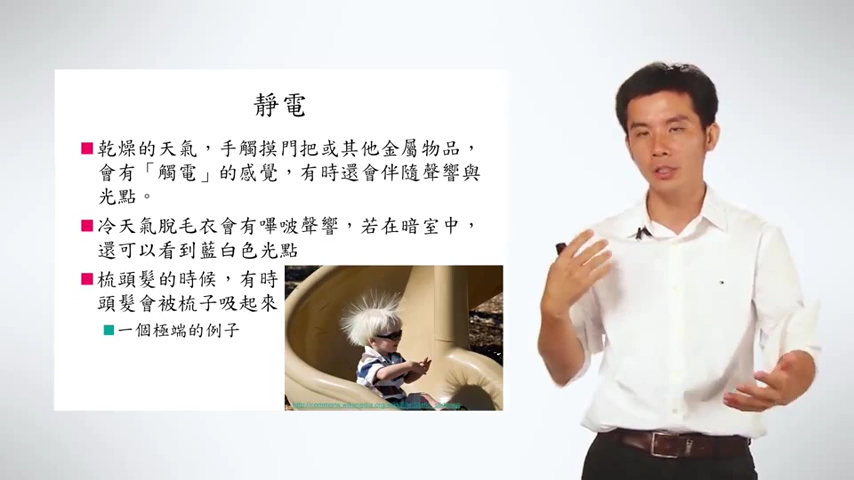 靜電
乾燥的天氣，手觸摸門把或其他金屬物品，
會有「觸電」的感覺，有時還會伴隨聲響與
光點。
冷天氣脫毛衣會有嗶啵聲響，若在暗室中，
還可以看到藍白色光點
梳頭髮的時候，有時
頭髮會被梳子吸起來
一個極端的例子